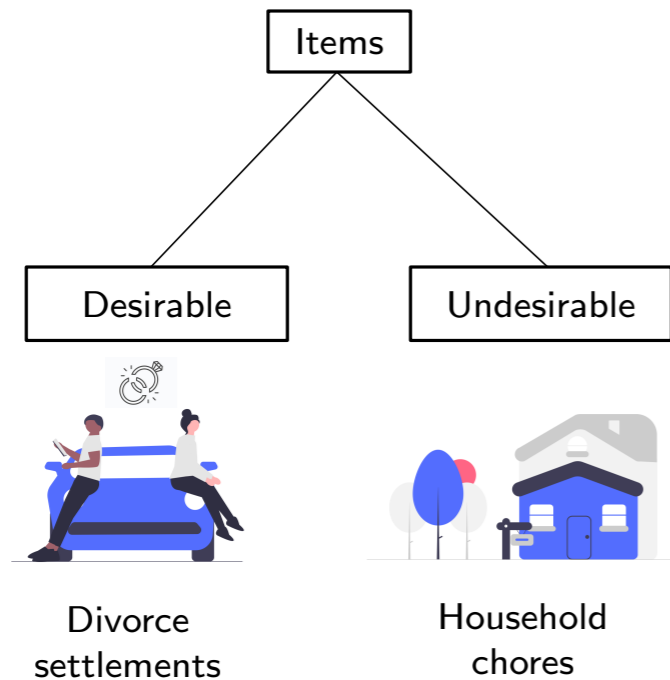 Items
Desirable
Undesirable
Divorce
settlements
Household
chores